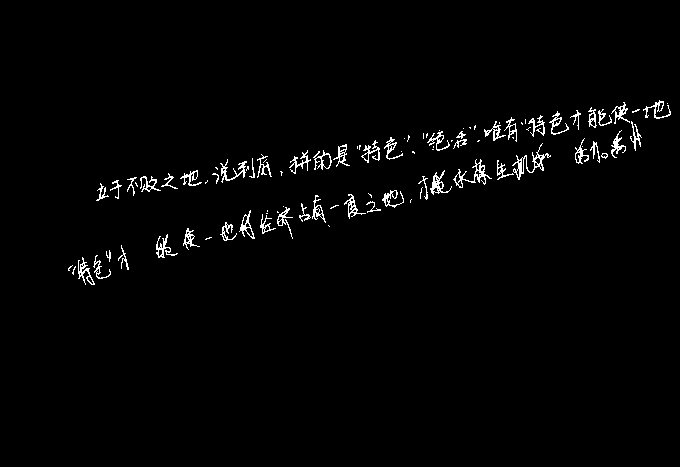 立于不败之地，说到底，拼的是“特色”、“绝活”，唯有“特色才能使一地
“特色”才能使一地的经济占有一席之地，才能永葆生机